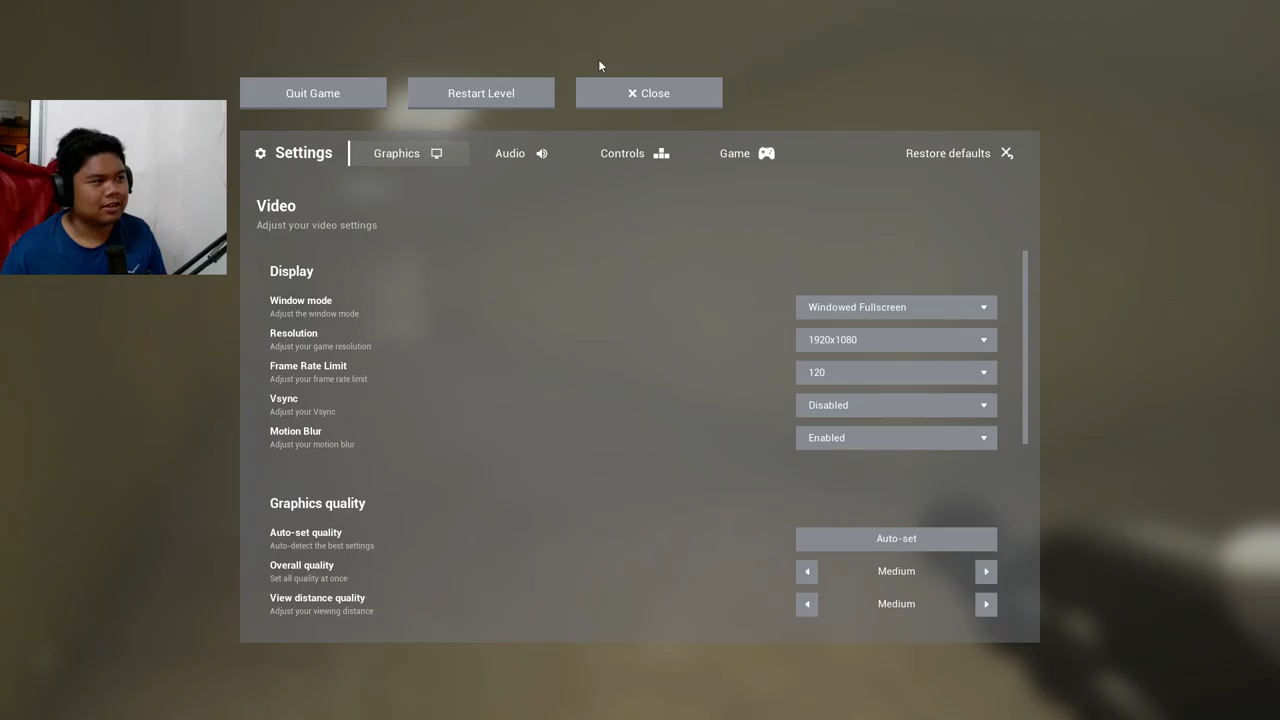 Quit Game
Restart Level
Close
Settings
Graphics
Audio
Controls
Game
Restore defaults
Video
Adjust your video settings
Display
Window mode
Adjust the window mode
Windowed Fullscreen
Resolution
Adjust your game resolution
1920x1080
Frame Rate Limit
Adjust your frame rate limit
120
Vsync
Adjust your Vsync
Disabled
Motion Blur
Adjust your motion blur
Enabled
Graphics quality
Auto-set quality
Auto-detect the best settings
Auto-set
Overall quality
Set all quality at once
Medium
View distance quality
Adjust your viewing distance
Medium